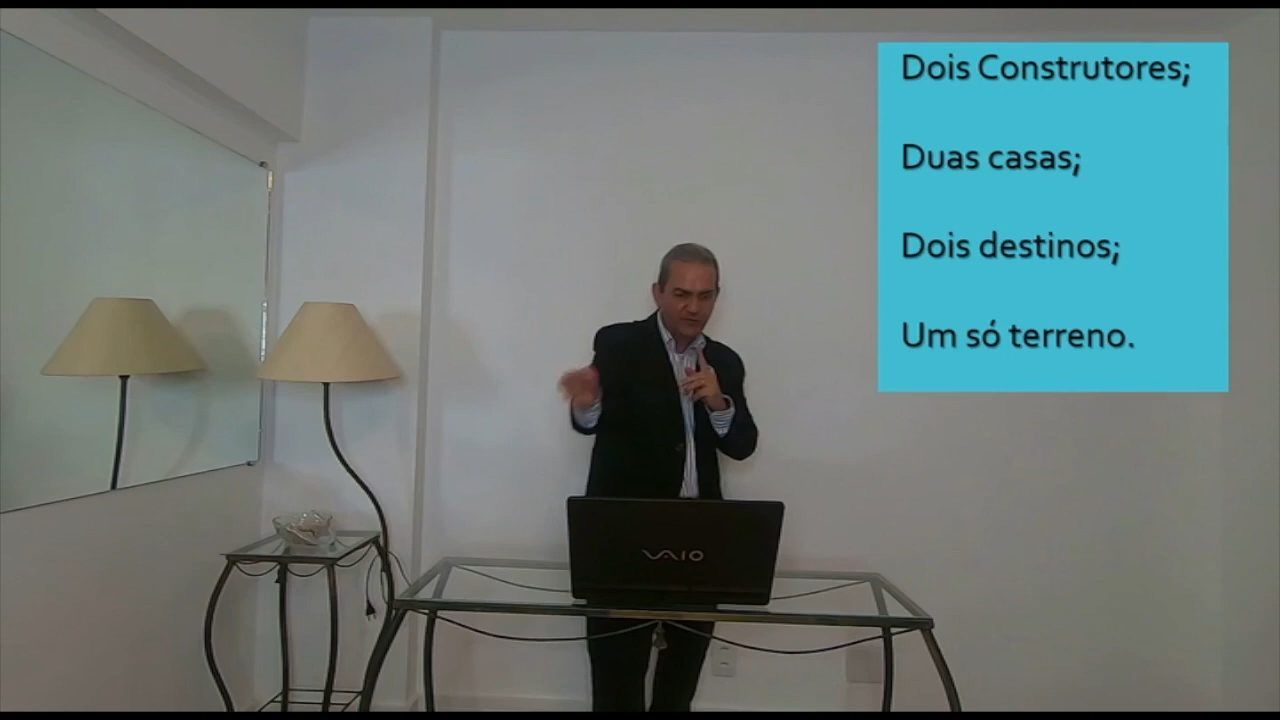 Dois Construtores;
Duas casas;
Dois destinos;
Um só terreno.
VAIO